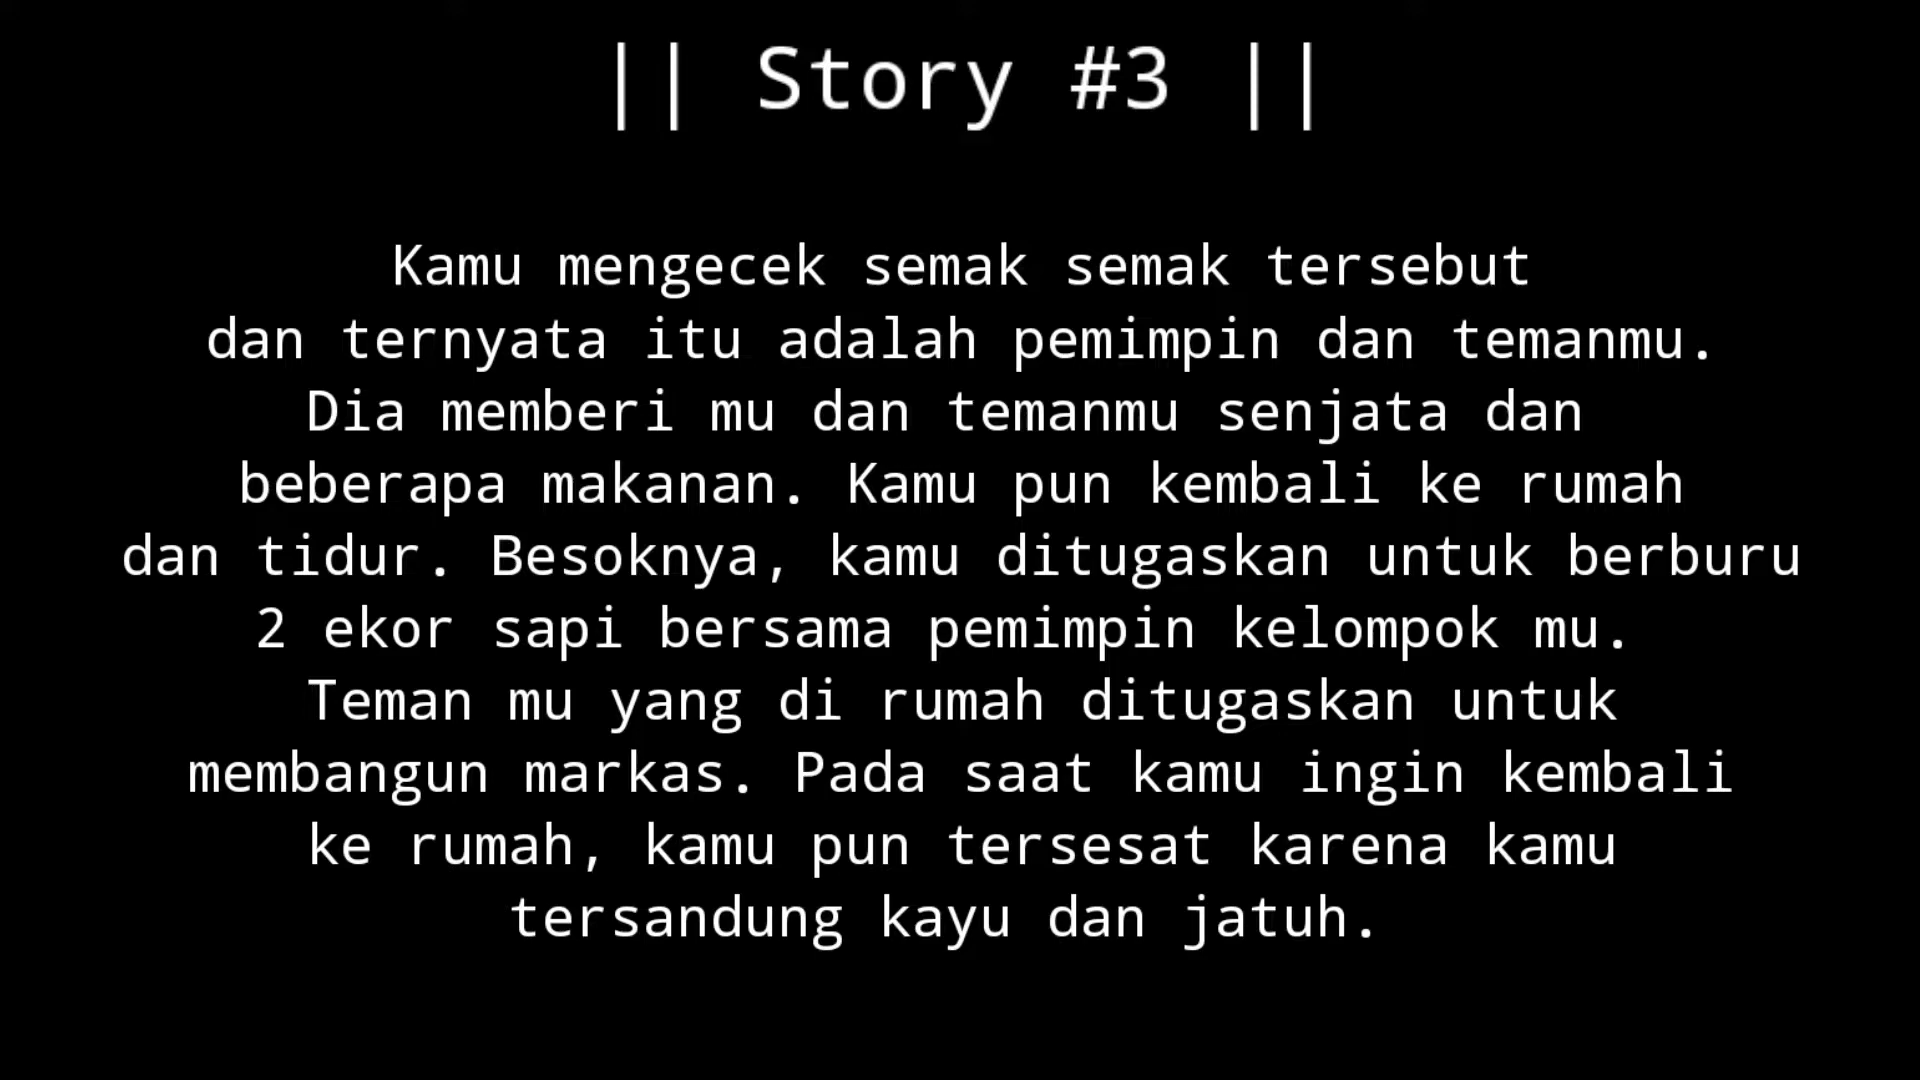 || Story #3 ||
Kamu mengecek semak semak tersebut
dan ternyata itu adalah pemimpin dan temanmu.
Dia memberi mu dan temanmu senjata dan
beberapa makanan. Kamu pun kembali ke rumah
dan tidur. Besoknya, kamu ditugaskan untuk berburu
2 ekor sapi bersama pemimpin kelompok mu.
Teman mu yang di rumah ditugaskan untuk
membangun markas. Pada saat kamu ingin kembali
ke rumah, kamu pun tersesat karena kamu
tersandung kayu dan jatuh.